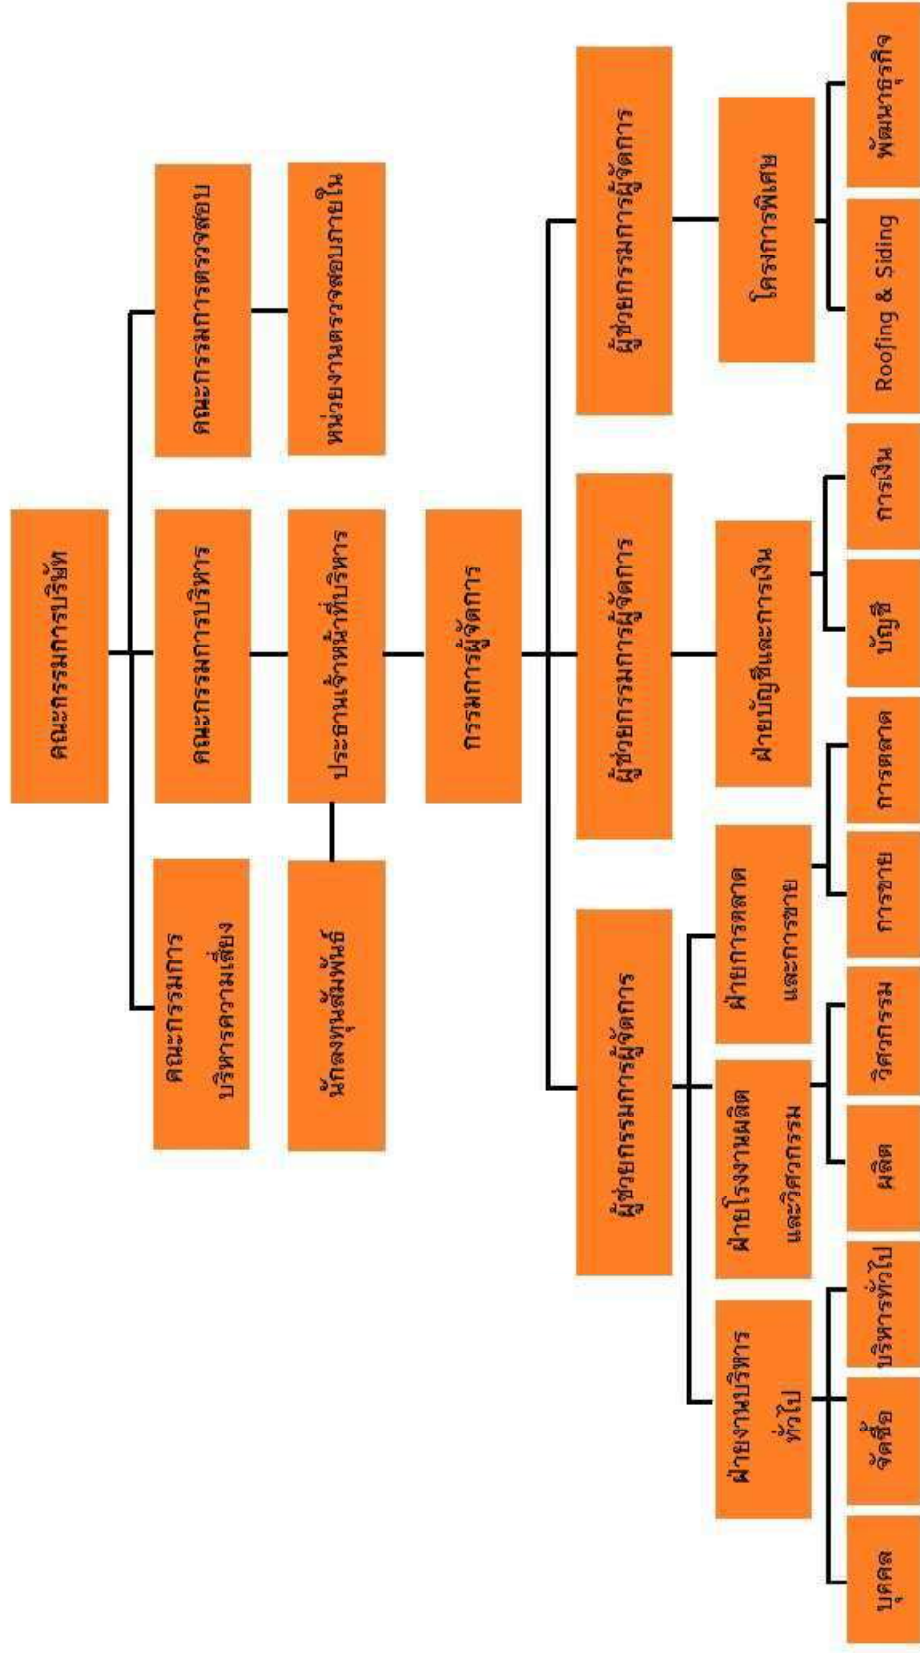 คณะกรรมการบริษัท
คณะกรรมการ
บริหารความเสี่ยง
คณะกรรมการบริหาร
คณะกรรมการตรวจสอบ
นักลงทุนสัมพันธ์
ประธานเจ้าหน้าที่บริหาร
หน่วยงานตรวจสอบภายใน
กรรมการผู้จัดการ
ผู้ช่วยกรรมการผู้จัดการ
ผู้ช่วยกรรมการผู้จัดการ
ผู้ช่วยกรรมการผู้จัดการ
ฝ่ายงานบริหาร
ทั่วไป
ฝ่ายโรงงานผลิต
และวิศวกรรม
ฝ่ายการตลาด
และการขาย
ฝ่ายบัญชีและการเงิน
โครงการพิเศษ
บุคคล
จัดซื้อ
บริหารทั่วไป
ผลิต
วิศวกรรม
การขาย
การตลาด
บัญชี
การเงิน
Roofing & Siding
พัฒนาธุรกิจ